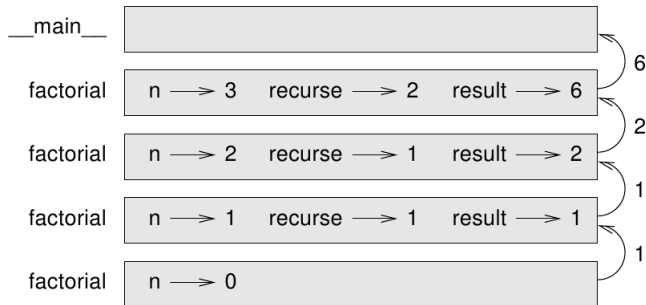 __main__
6
factorial n 3 recurse 2 result 6
2
factorial n 2 recurse 1 result 2
1
factorial n 1 recurse 1 result 1
1
factorial n 0